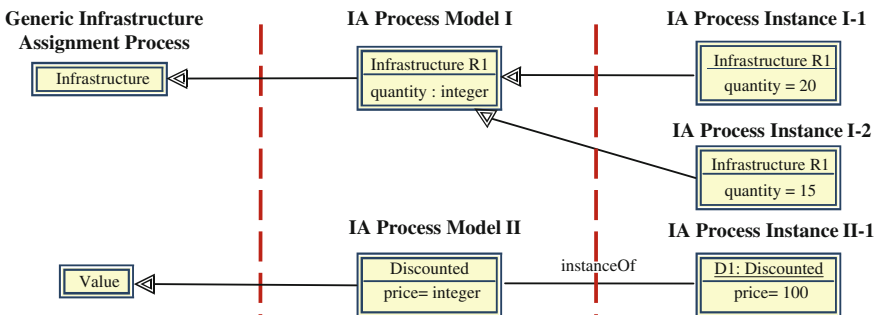 Generic Infrastructure
Assignment Process
IA Process Model I
IA Process Instance I-1
Infrastructure
Infrastructure R1
quantity : integer
Infrastructure R1
quantity = 20
IA Process Instance I-2
Infrastructure R1
quantity = 15
IA Process Model II
IA Process Instance II-1
Value
Discounted
price= integer
instanceOf
D1: Discounted
price= 100